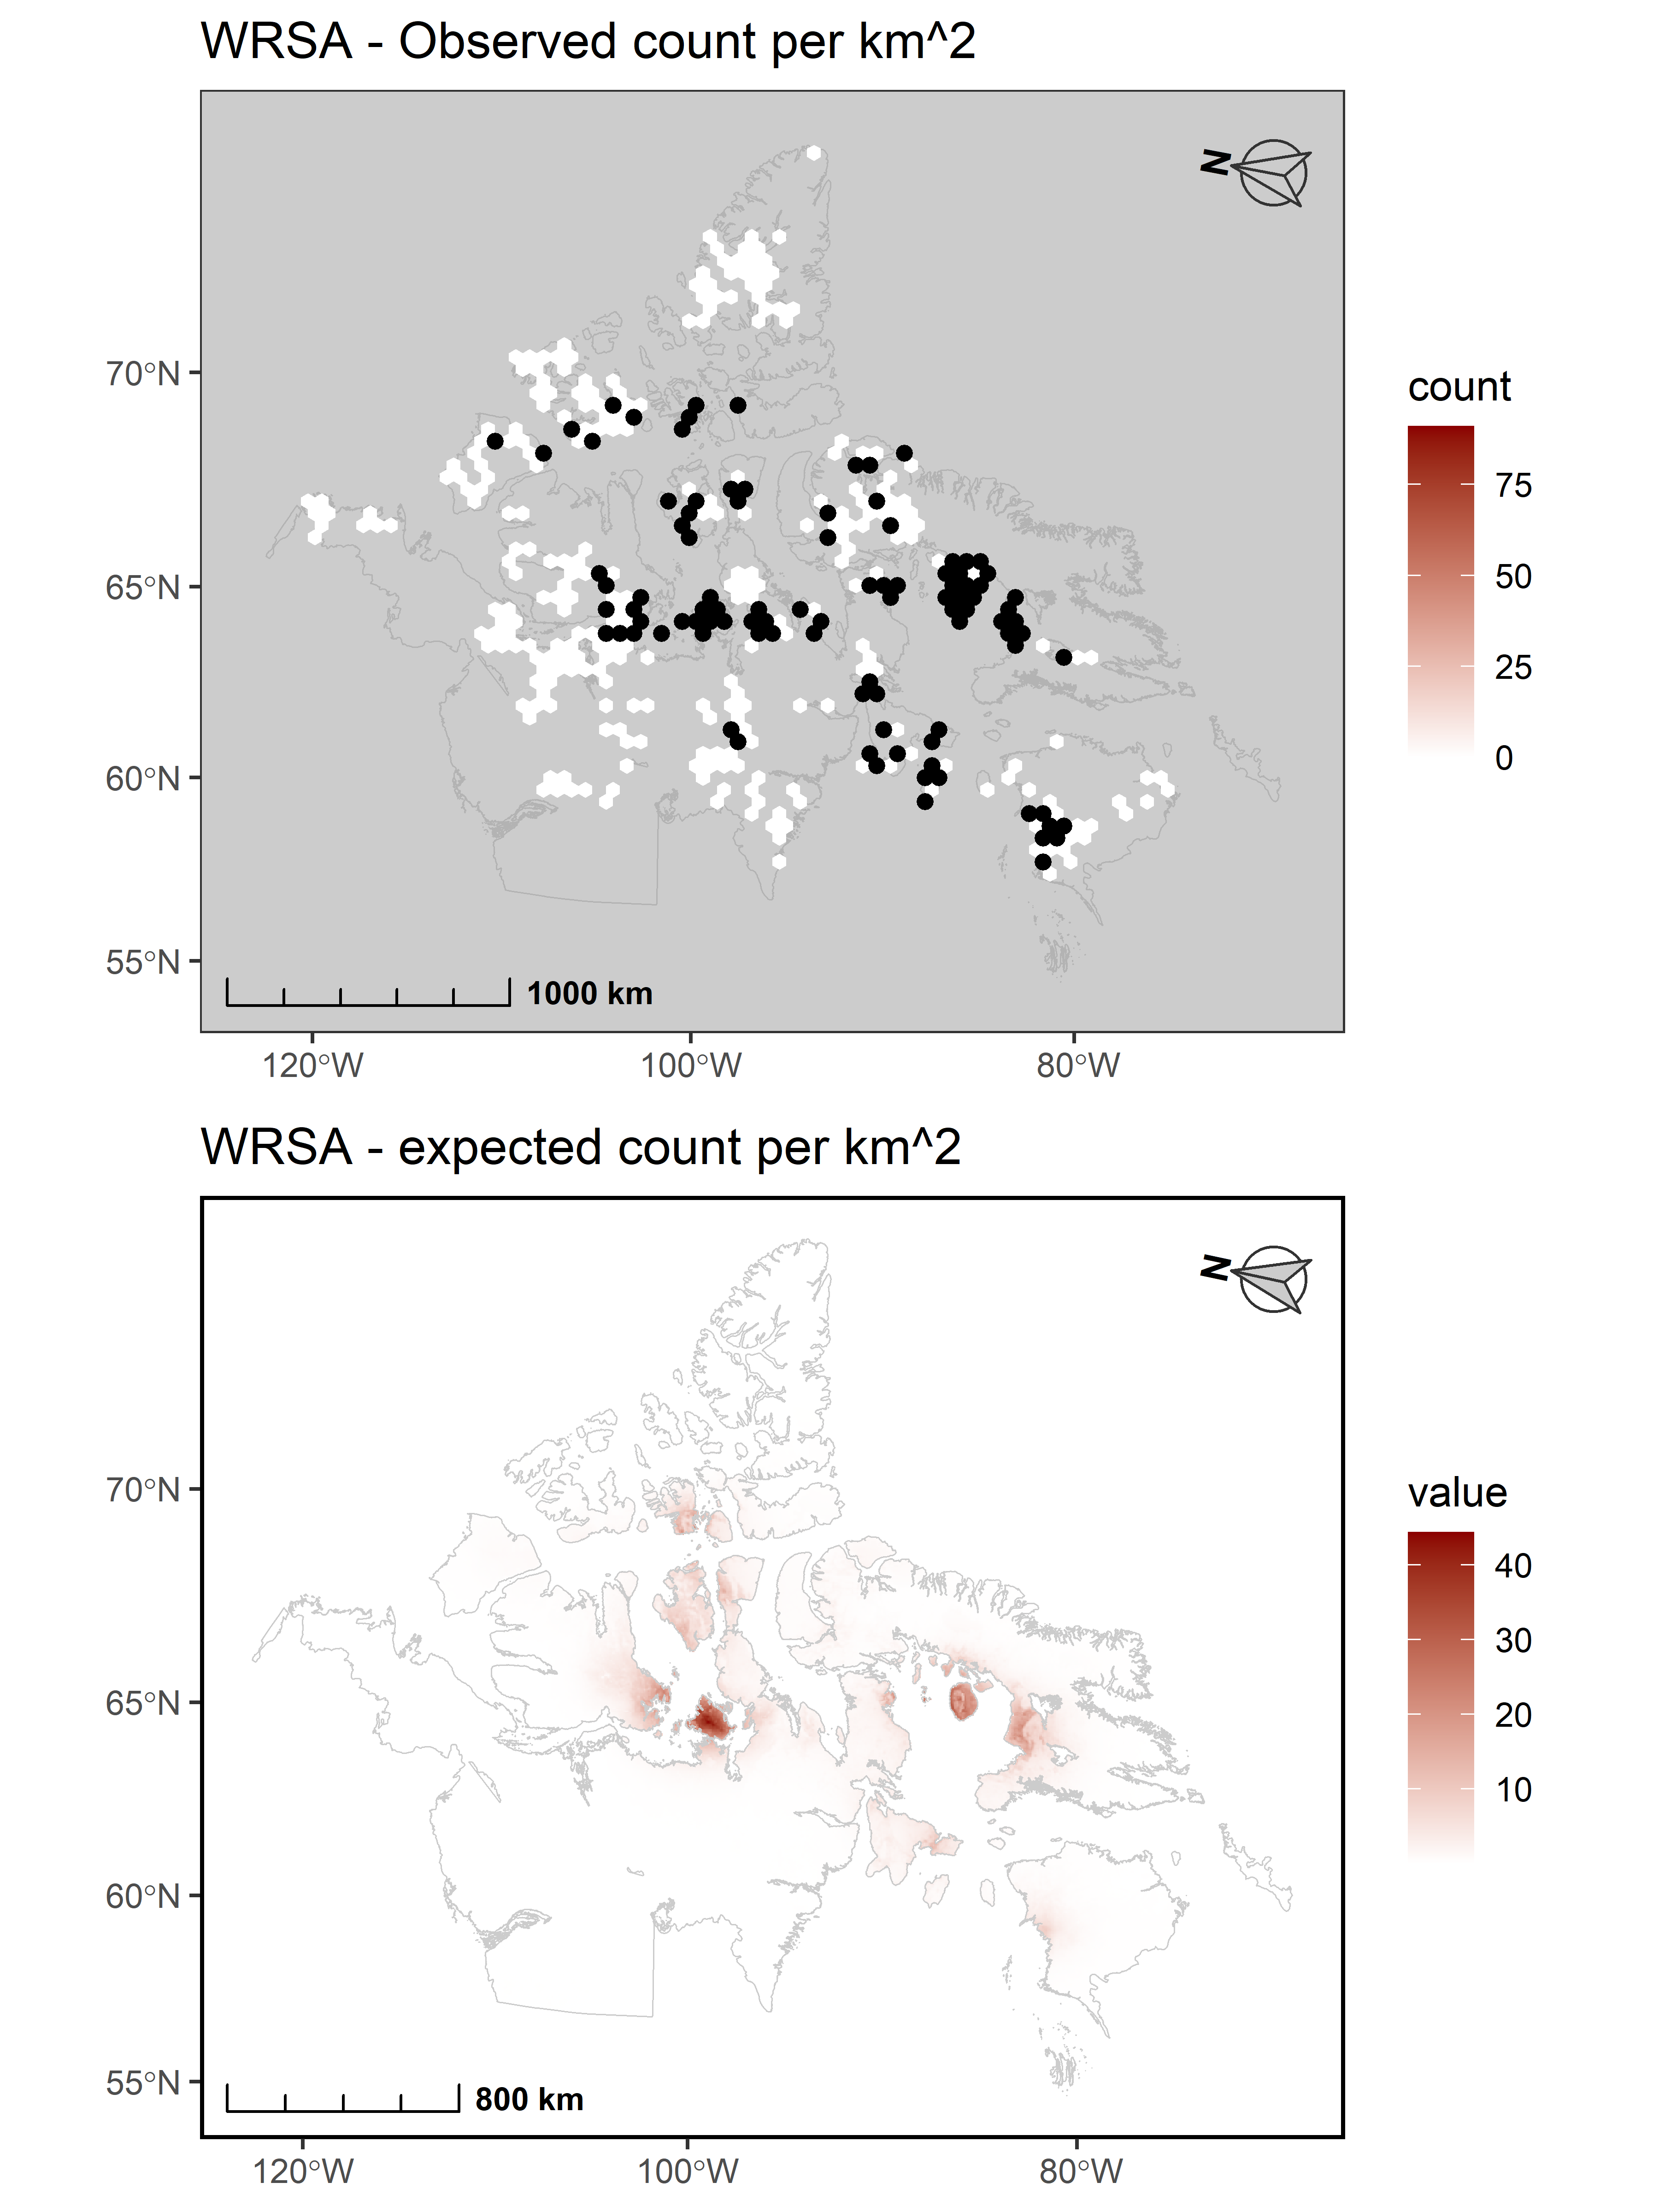 WRSA - Observed count per km^2
N
70°N
65°N
60°N
55°N
1000 km
120°W
100°W
80°W
count
75
50
25
0
WRSA - expected count per km^2
N
70°N
65°N
60°N
55°N
800 km
120°W
100°W
80°W
value
40
30
20
10